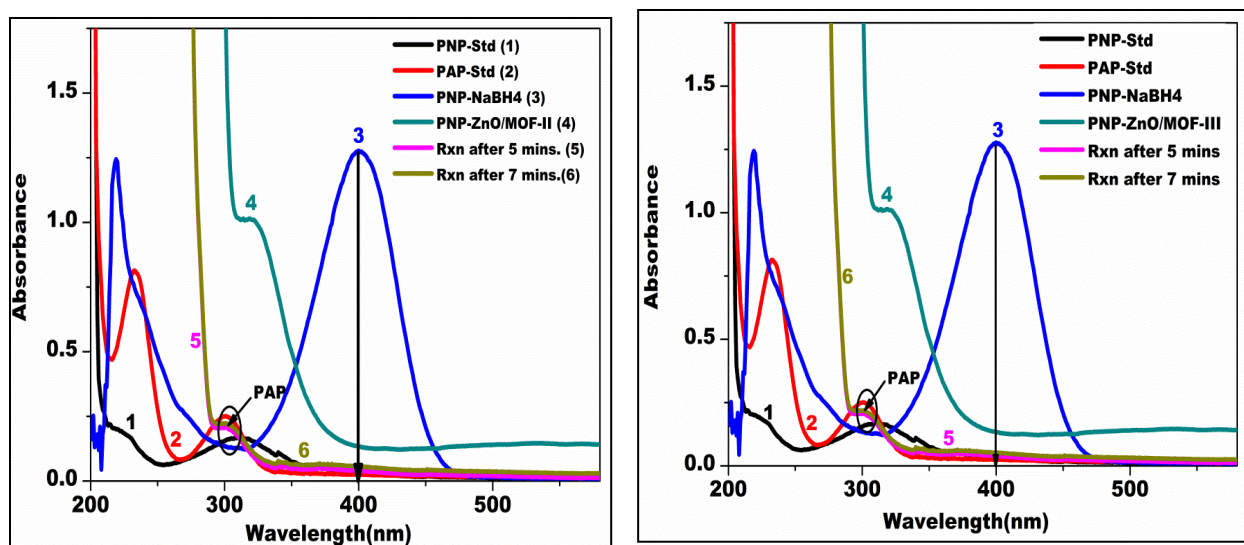 PNP-Std (1)
PAP-Std (2)
PNP-NaBH4 (3)
PNP-ZnO/MOF-II (4)
Rxn after 5 mins. (5)
Rxn after 7 mins.(6)
1.5
1.0
0.5
0.0
Absorbance
3
4
5
PAP
1
2
6
200
300
400
500
Wavelength(nm)
PNP-Std
PAP-Std
PNP-NaBH4
PNP-ZnO/MOF-III
Rxn after 5 mins
Rxn after 7 mins
1.5
1.0
0.5
0.0
Absorbance
3
4
6
PAP
1
2
5
200
300
400
500
Wavelength(nm)